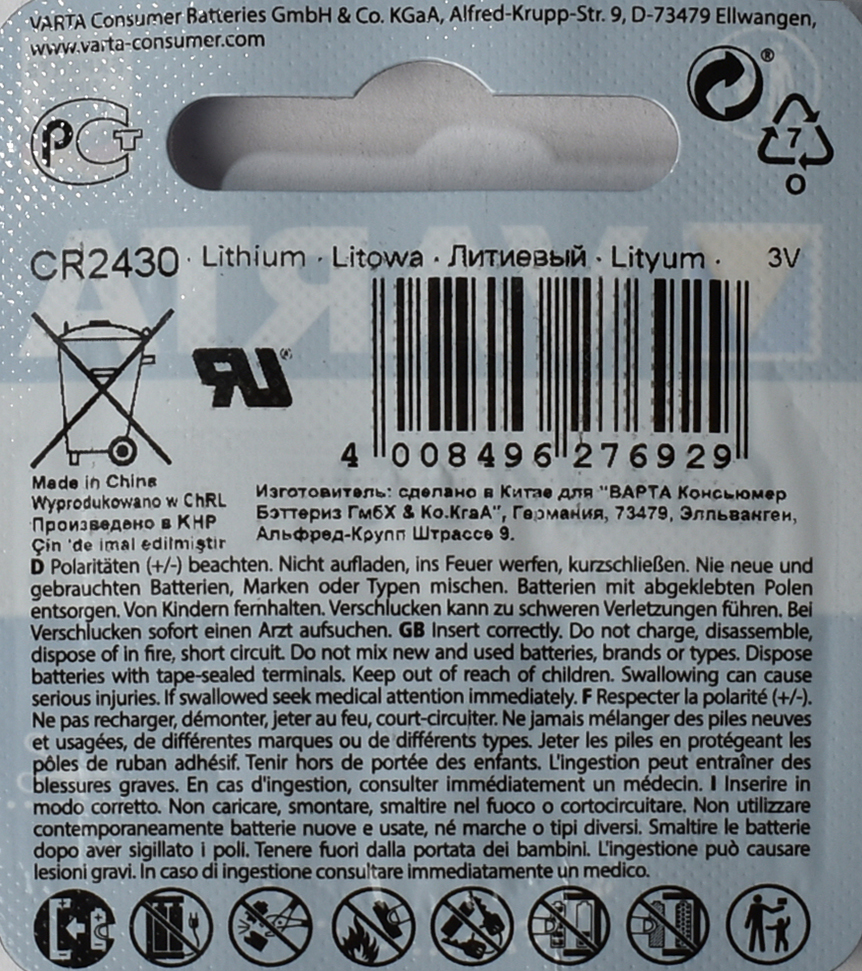 VARTA Consumer Batteries GmbH & Co. KGaA, Alfred-Krupp-Str. 9, D-73479 Ellwangen,
www.varta-consumer.com
®
PCT
7
O
CR2430 · Lithium · Litowa · Литиевый · Lityum · 3V
®
4 008496 276929
Made in China
Wyprodukowano w ChRL
Произведено в КНР
Çin 'de imal edilmiştir
Изготовитель: сделано в Китае для "ВАРТА Консьюмер
Бэттериз ГмбХ & Ко.КгаА", Германия, 73479, Элльванген,
Альфред-Крупп Штрассе 9.
D Polaritäten (+/-) beachten. Nicht aufladen, ins Feuer werfen, kurzschließen. Nie neue und
gebrauchten Batterien, Marken oder Typen mischen. Batterien mit abgeklebten Polen
entsorgen. Von Kindern fernhalten. Verschlucken kann zu schweren Verletzungen führen. Bei
Verschlucken sofort einen Arzt aufsuchen. GB Insert correctly. Do not charge, disassemble,
dispose of in fire, short circuit. Do not mix new and used batteries, brands or types. Dispose
batteries with tape-sealed terminals. Keep out of reach of children. Swallowing can cause
serious injuries. If swallowed seek medical attention immediately. F Respecter la polarité (+/-).
Ne pas recharger, démonter, jeter au feu, court-circuiter. Ne jamais mélanger des piles neuves
et usagées, de différentes marques ou de différents types. Jeter les piles en protégeant les
pôles de ruban adhésif. Tenir hors de portée des enfants. L'ingestion peut entraîner des
blessures graves. En cas d'ingestion, consulter immédiatement un médecin. I Inserire in
modo corretto. Non caricare, smontare, smaltire nel fuoco o cortocircuitare. Non utilizzare
contemporaneamente batterie nuove e usate, né marche o tipi diversi. Smaltire le batterie
dopo aver sigillato i poli. Tenere fuori dalla portata dei bambini. L'ingestione può causare
lesioni gravi. In caso di ingestione consultare immediatamente un medico.